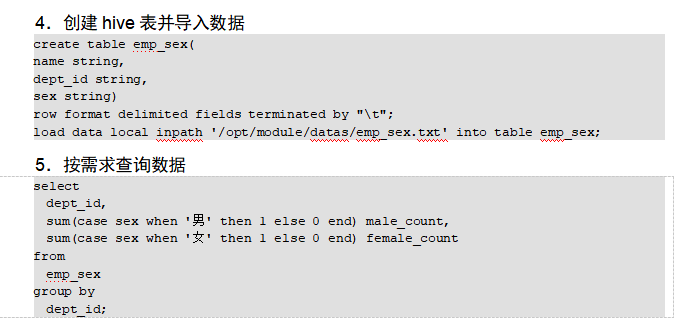 4．创建 hive 表并导入数据
create table emp_sex(
name string,
dept_id string,
sex string)
row format delimited fields terminated by "\t";
load data local inpath '/opt/module/datas/emp_sex.txt' into table emp_sex;
5．按需求查询数据
select
  dept_id,
  sum(case sex when '男' then 1 else 0 end) male_count,
  sum(case sex when '女' then 1 else 0 end) female_count
from
  emp_sex
group by
  dept_id;